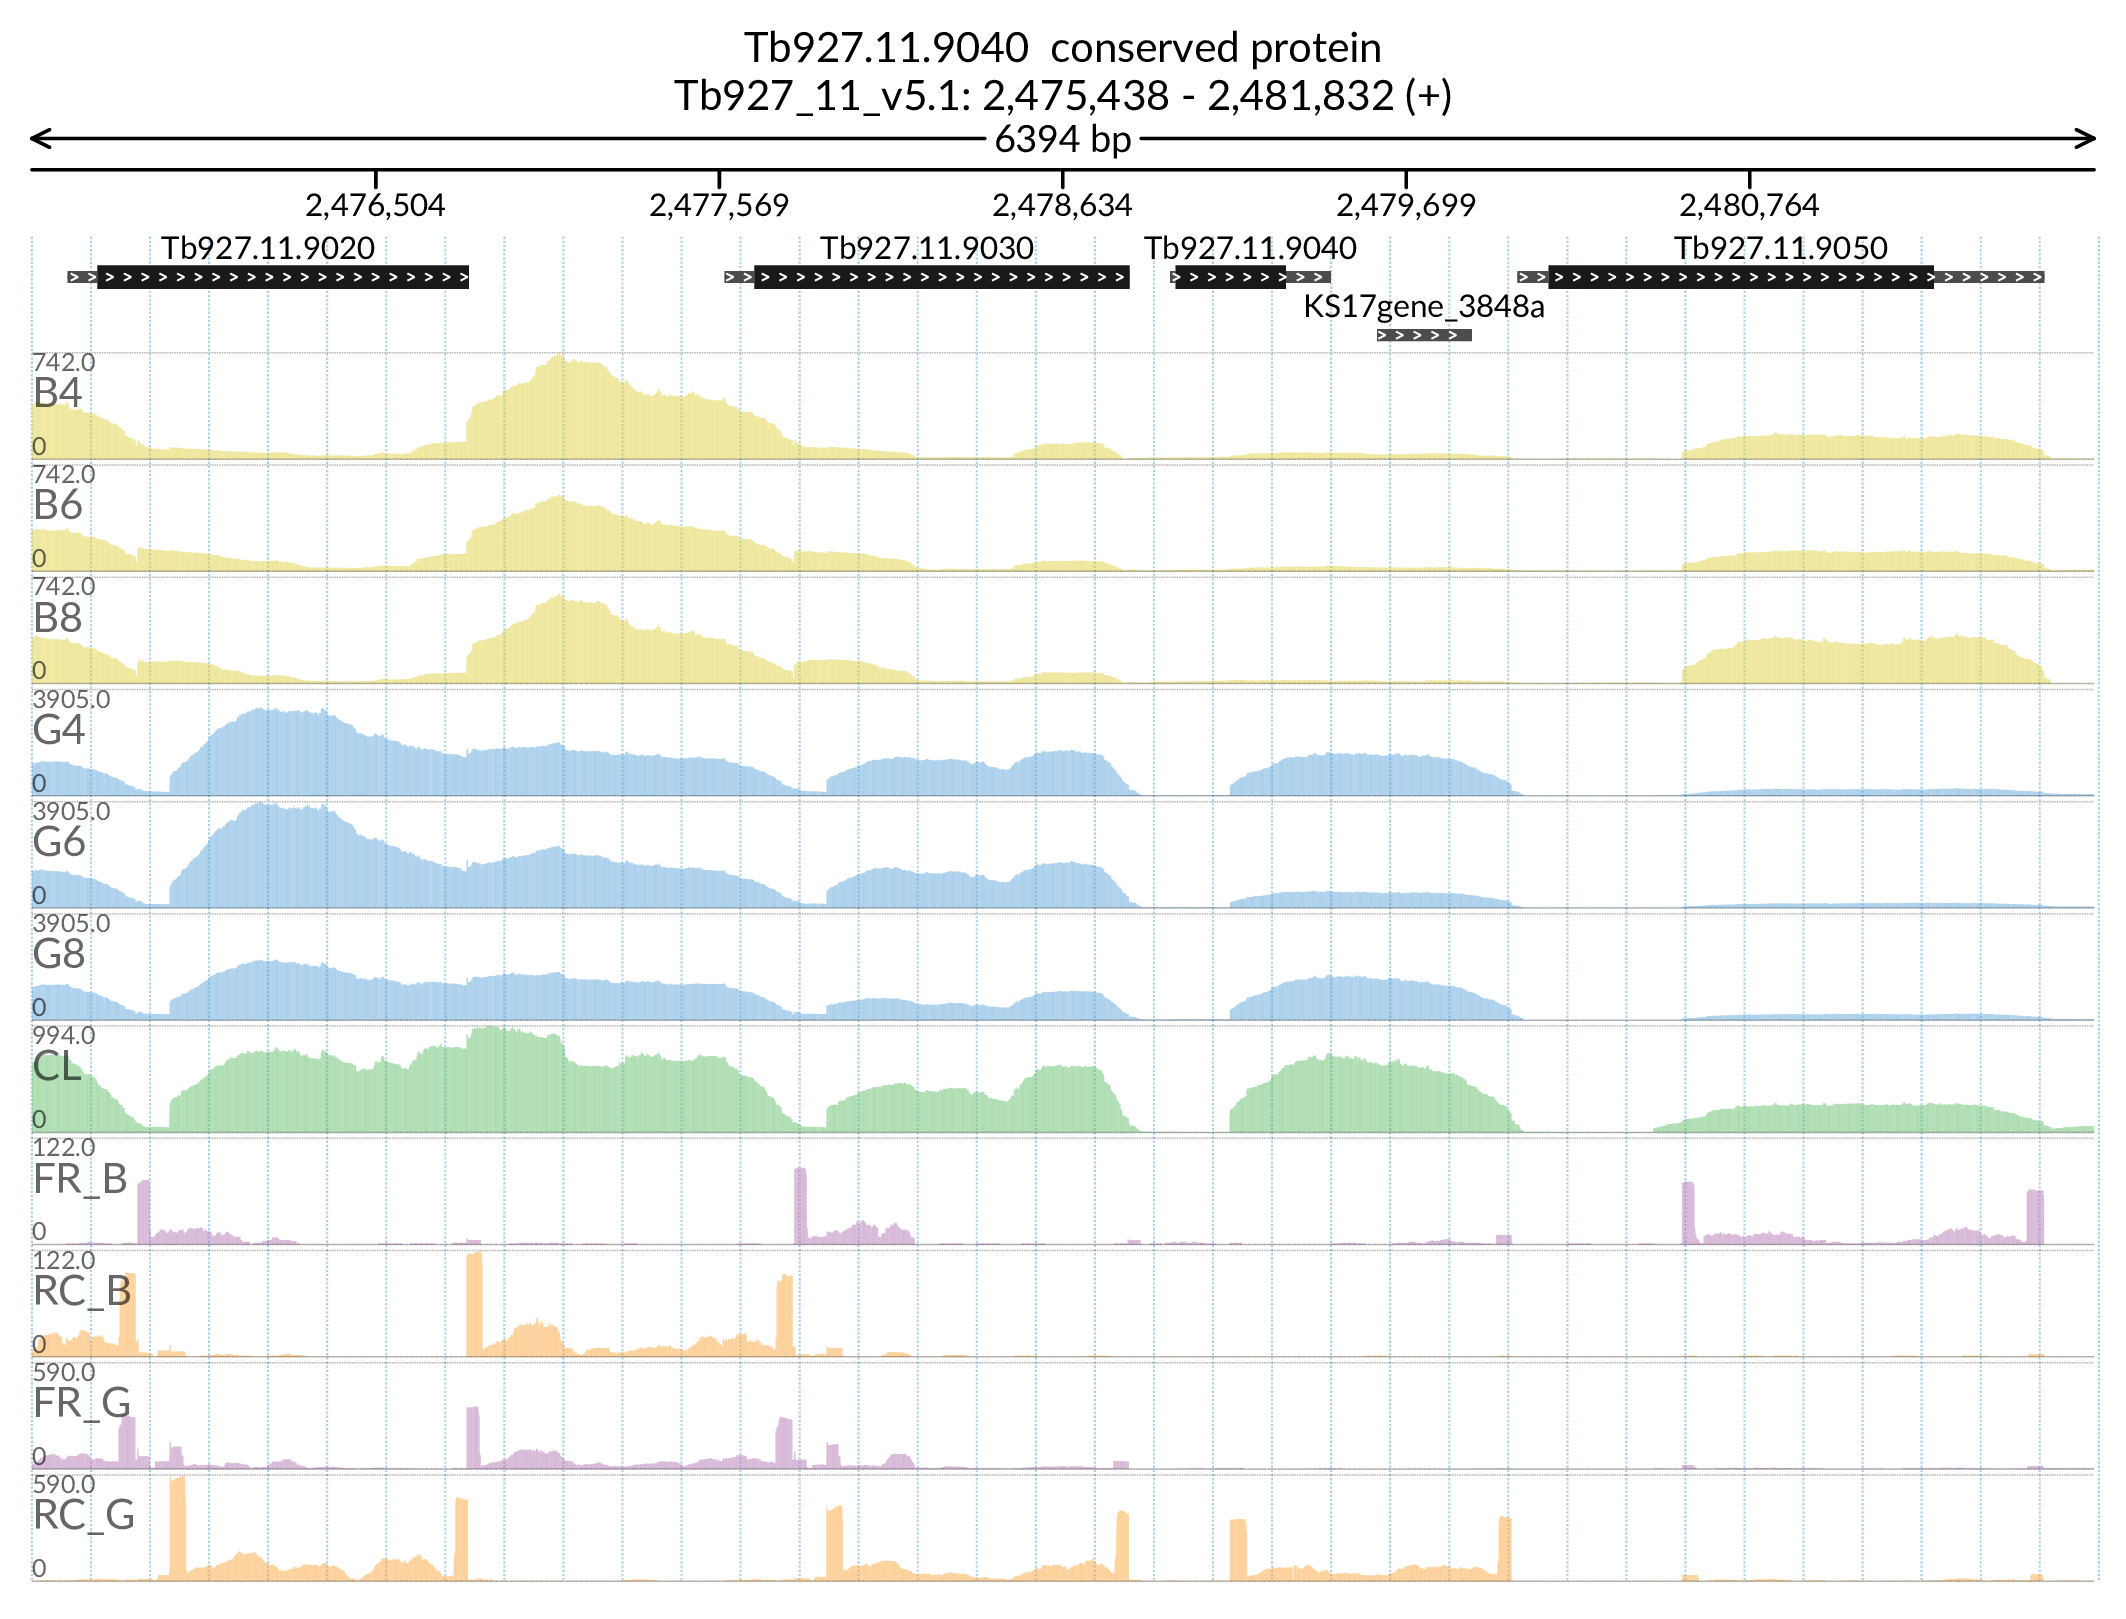 Tb927.11.9040 conserved protein
Tb927_11_v5.1: 2,475,438 - 2,481,832 (+)
6394 bp
2,476,504 2,477,569 2,478,634 2,479,699 2,480,764
Tb927.11.9020 Tb927.11.9030 Tb927.11.9040 Tb927.11.9050
KS17gene_3848a
742.0
B4
0
742.0
B6
0
742.0
B8
0
3905.0
G4
0
3905.0
G6
0
3905.0
G8
0
994.0
CL
0
122.0
FR_B
0
122.0
RC_B
0
590.0
FR_G
0
590.0
RC_G
0